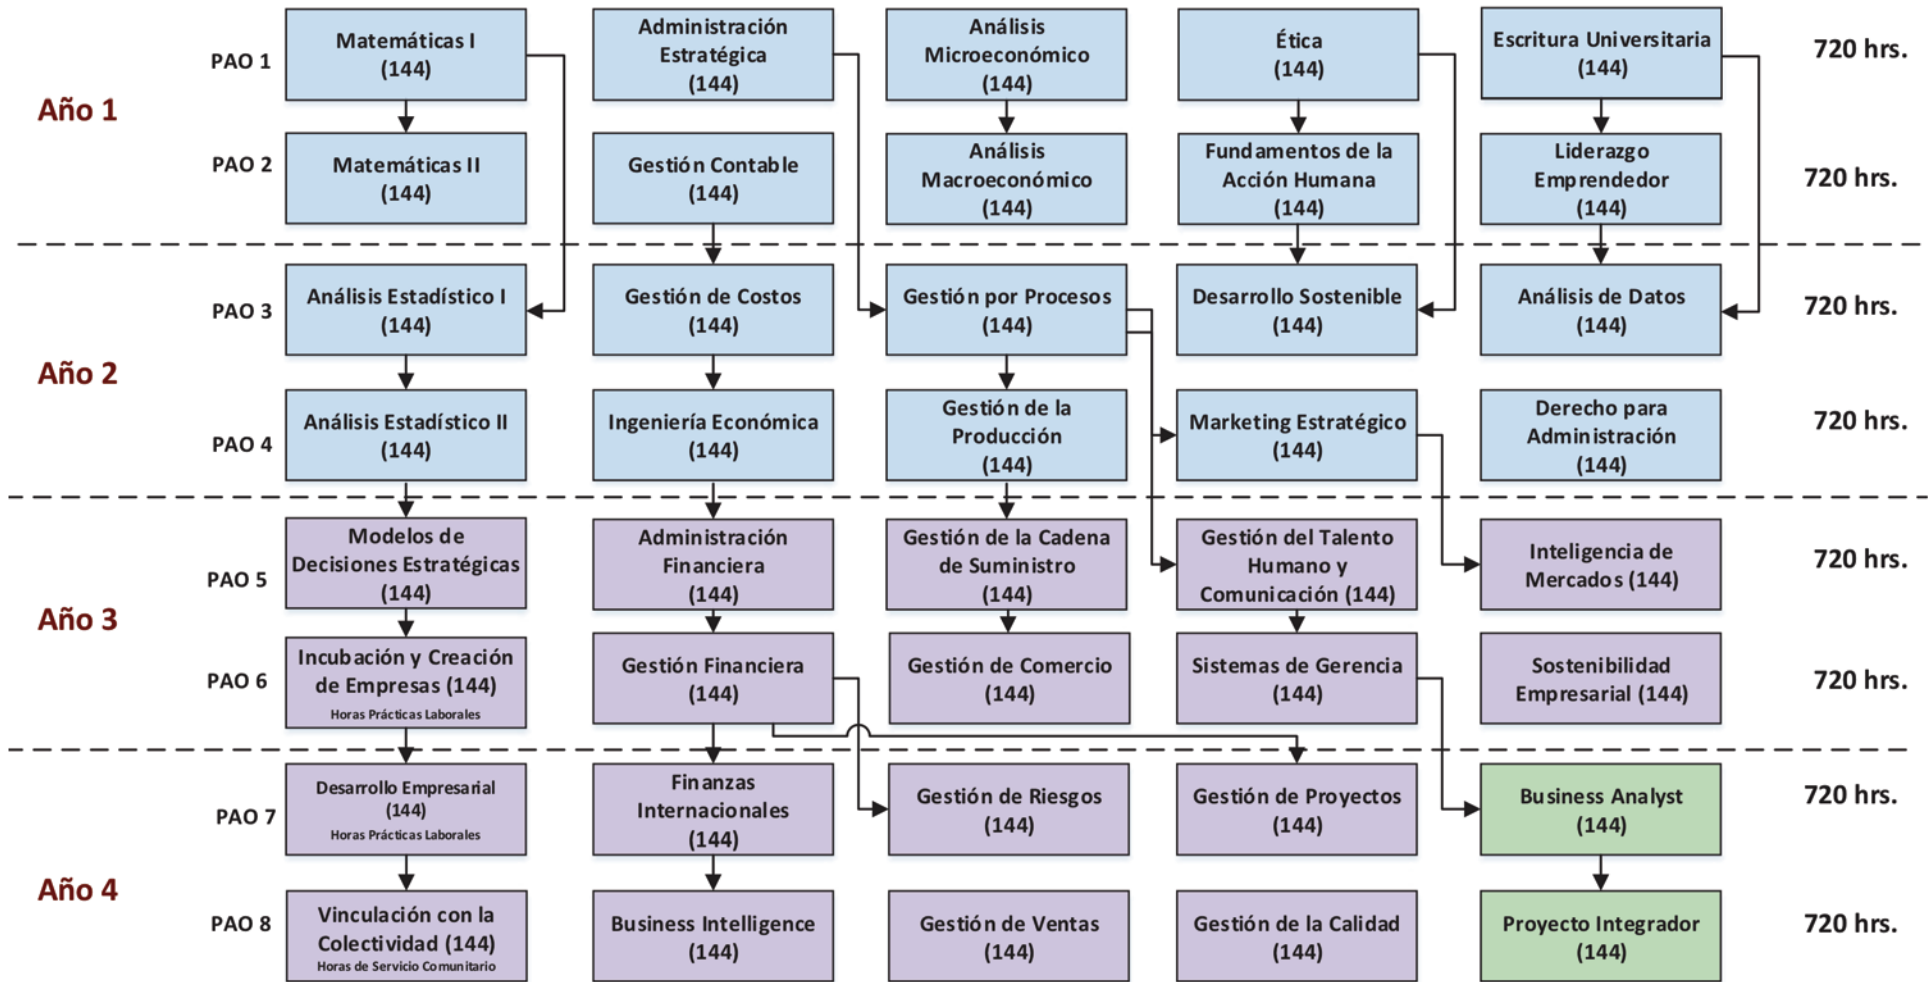 Año 1
PAO 1
Matemáticas I
(144)
Administración
Estratégica
(144)
Análisis
Microeconómico
(144)
Ética
(144)
Escritura Universitaria
(144)
720 hrs.
PAO 2
Matemáticas II
(144)
Gestión Contable
(144)
Análisis
Macroeconómico
(144)
Fundamentos de la
Acción Humana
(144)
Liderazgo
Emprendedor
(144)
720 hrs.
Año 2
PAO 3
Análisis Estadístico I
(144)
Gestión de Costos
(144)
Gestión por Procesos
(144)
Desarrollo Sostenible
(144)
Análisis de Datos
(144)
720 hrs.
PAO 4
Análisis Estadístico II
(144)
Ingeniería Económica
(144)
Gestión de la
Producción
(144)
Marketing Estratégico
(144)
Derecho para
Administración
(144)
720 hrs.
Año 3
PAO 5
Modelos de
Decisiones Estratégicas
(144)
Administración
Financiera
(144)
Gestión de la Cadena
de Suministro
(144)
Gestión del Talento
Humano y
Comunicación (144)
Inteligencia de
Mercados (144)
720 hrs.
PAO 6
Incubación y Creación
de Empresas (144)
Horas Prácticas Laborales
Gestión Financiera
(144)
Gestión de Comercio
(144)
Sistemas de Gerencia
(144)
Sostenibilidad
Empresarial (144)
720 hrs.
Año 4
PAO 7
Desarrollo Empresarial
(144)
Horas Prácticas Laborales
Finanzas
Internacionales
(144)
Gestión de Riesgos
(144)
Gestión de Proyectos
(144)
Business Analyst
(144)
720 hrs.
PAO 8
Vinculación con la
Colectividad (144)
Horas de Servicio Comunitario
Business Intelligence
(144)
Gestión de Ventas
(144)
Gestión de la Calidad
(144)
Proyecto Integrador
(144)
720 hrs.